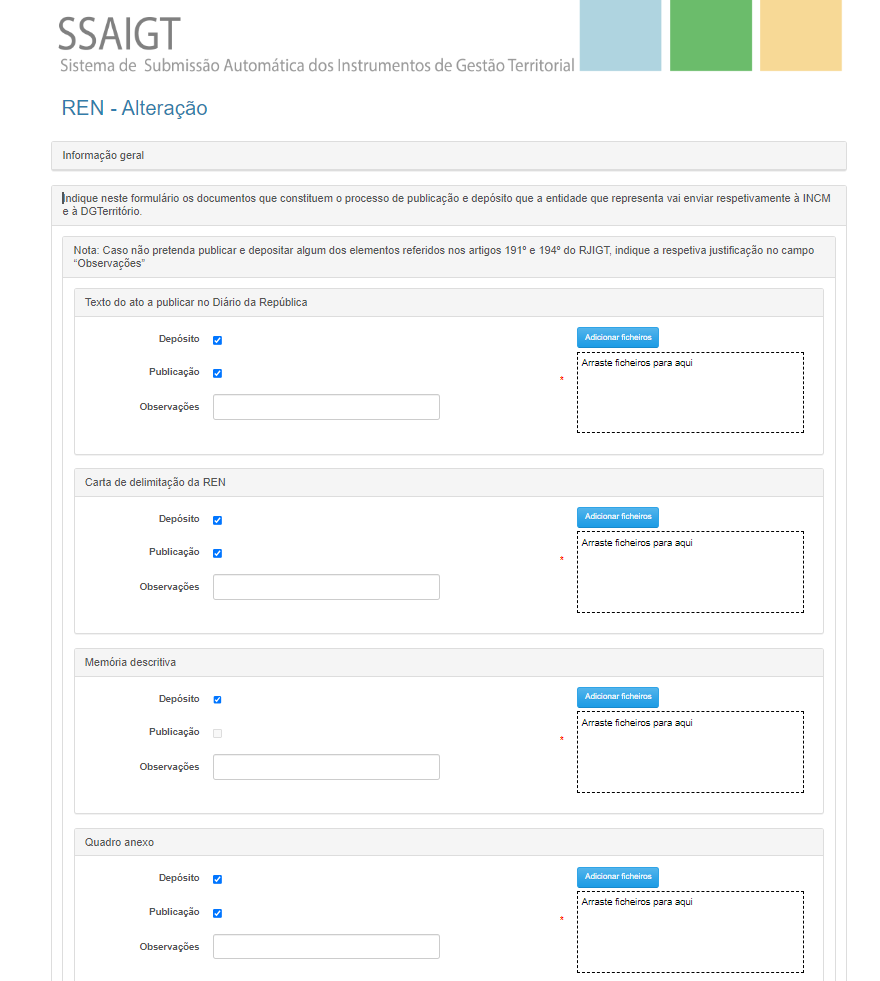 SSAIGT
Sistema de Submissão Automática dos Instrumentos de Gestão Territorial
REN - Alteração
Informação geral
Indique neste formulário os documentos que constituem o processo de publicação e depósito que a entidade que representa vai enviar respetivamente à INCM
e à DGTerritório.
Nota: Caso não pretenda publicar e depositar algum dos elementos referidos nos artigos 191º e 194º do RJIGT, indique a respetiva justificação no campo
“Observações”
Texto do ato a publicar no Diário da República
Depósito
Adicionar ficheiros
Arraste ficheiros para aqui
Publicação
*
Observações
Carta de delimitação da REN
Depósito
Adicionar ficheiros
Arraste ficheiros para aqui
Publicação
*
Observações
Memória descritiva
Depósito
Adicionar ficheiros
Arraste ficheiros para aqui
Publicação
*
Observações
Quadro anexo
Depósito
Adicionar ficheiros
Arraste ficheiros para aqui
Publicação
*
Observações